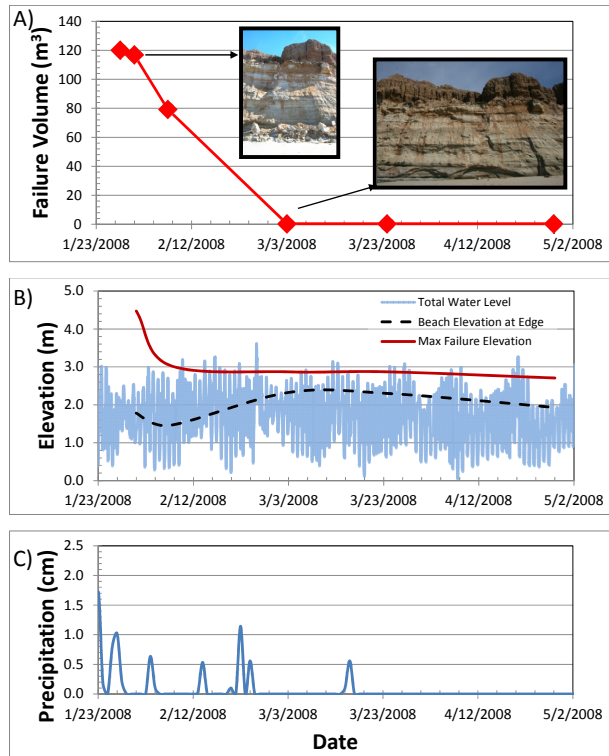 A)
Failure Volume (m³)
140
120
100
80
60
40
20
0
1/23/2008 2/12/2008 3/3/2008 3/23/2008 4/12/2008 5/2/2008
B)
Elevation (m)
5.0
4.0
3.0
2.0
1.0
0.0
Total Water Level
Beach Elevation at Edge
Max Failure Elevation
1/23/2008 2/12/2008 3/3/2008 3/23/2008 4/12/2008 5/2/2008
C)
Precipitation (cm)
2.5
2.0
1.5
1.0
0.5
0.0
1/23/2008 2/12/2008 3/3/2008 3/23/2008 4/12/2008 5/2/2008
Date